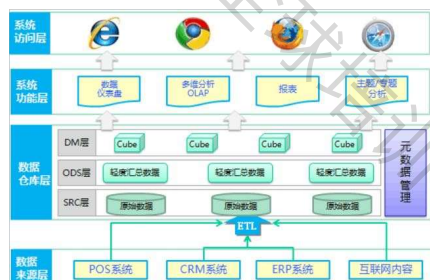 系统
访问层
系统
功能层
数据
仪表盘
多维分析
OLAP
报表
主题/专题
分析
数据
仓库层
DM层
Cube
Cube
Cube
Cube
ODS层
轻度汇总数据
轻度汇总数据
轻度汇总数据
SRC层
原始数据
原始数据
原始数据
元数据管理
ETL
数据
来源层
POS系统
CRM系统
ERP系统
互联网内容
球培训